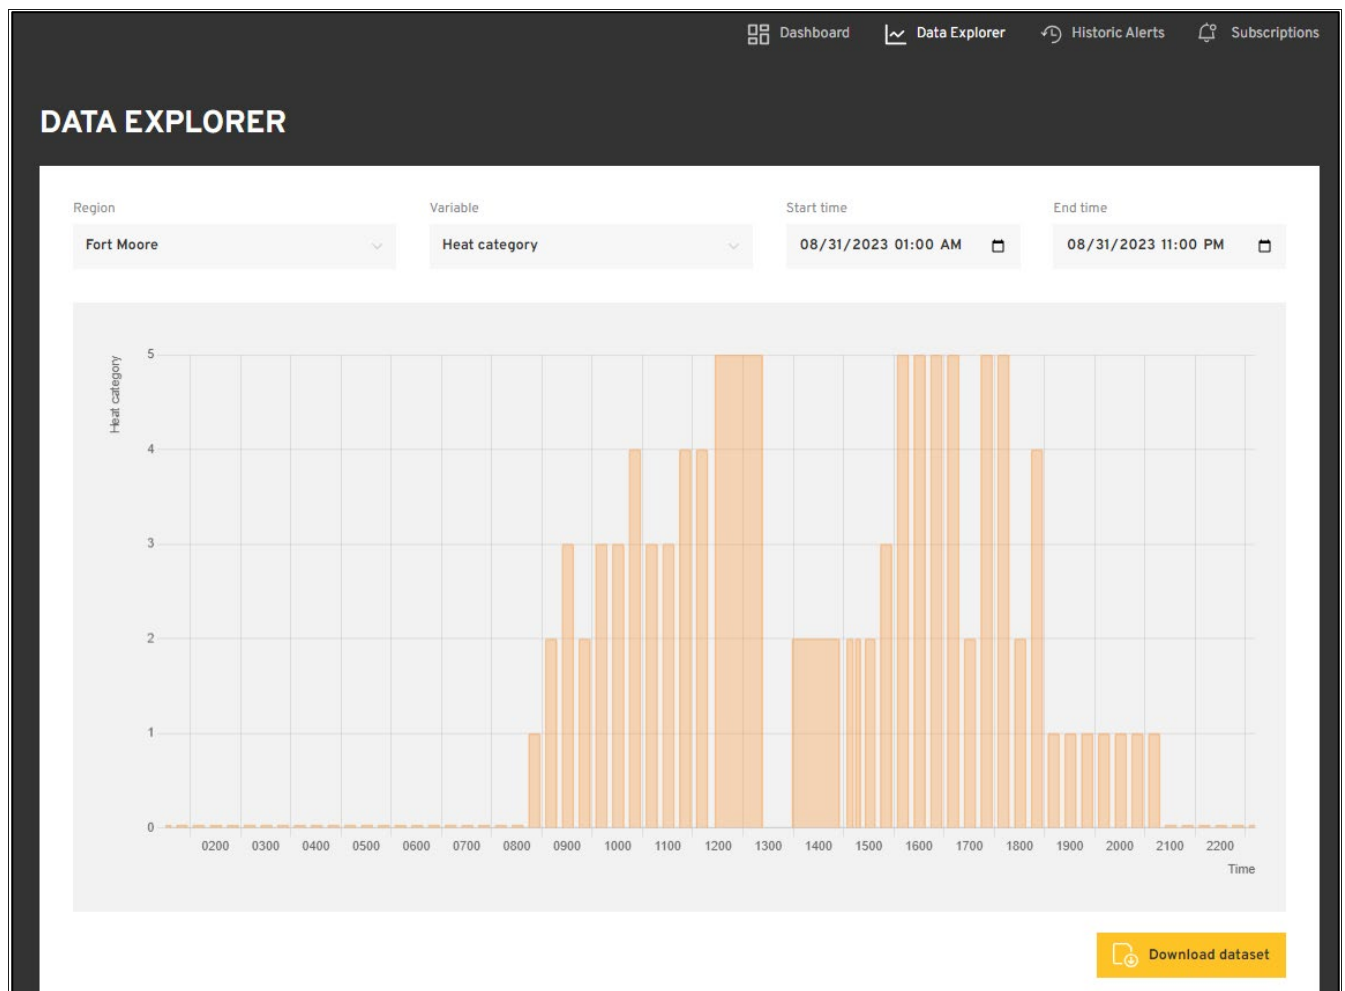 Dashboard Data Explorer Historic Alerts Subscriptions
DATA EXPLORER
Region Variable Start time End time
Fort Moore Heat category 08/31/2023 01:00 AM 08/31/2023 11:00 PM
Heat category
5
4
3
2
1
0
0200 0300 0400 0500 0600 0700 0800 0900 1000 1100 1200 1300 1400 1500 1600 1700 1800 1900 2000 2100 2200
Time
Download dataset